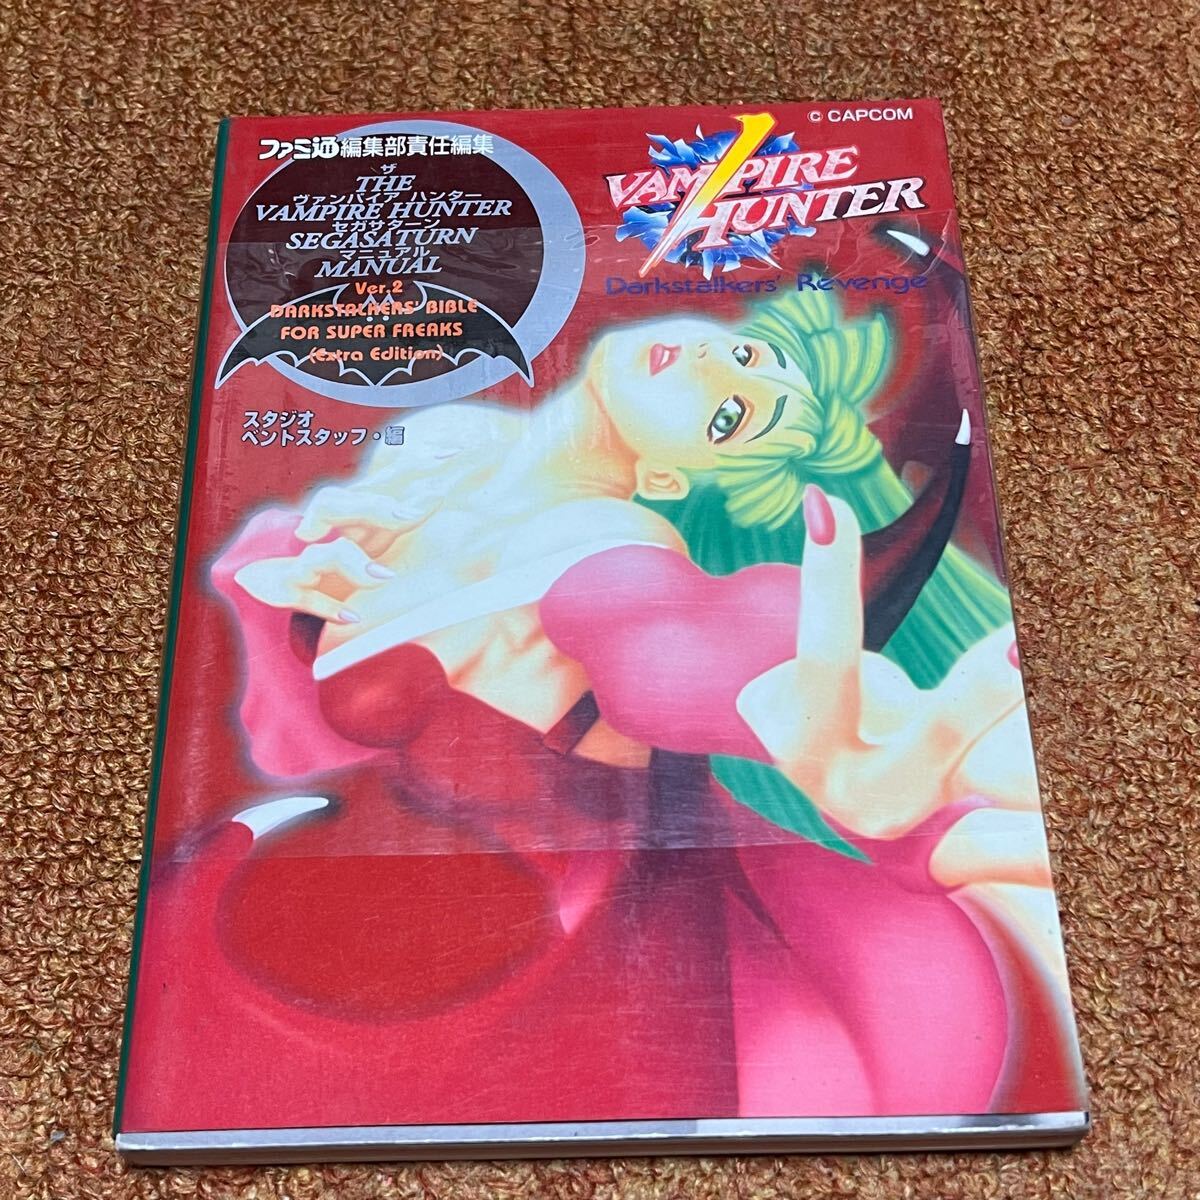 ファミ通編集部責任編集
ザ
THE
ヴァンパイア ハンター
VAMPIRE HUNTER
セガサターン
SEGASATURN
マニュアル
MANUAL
Ver.2
DARKSTALKERS' BIBLE
FOR SUPER FREAKS
(Extra Edition)
スタジオ
ベントスタッフ・編
© CAPCOM
VAMPIRE
HUNTER
Darkstalkers' Revenge